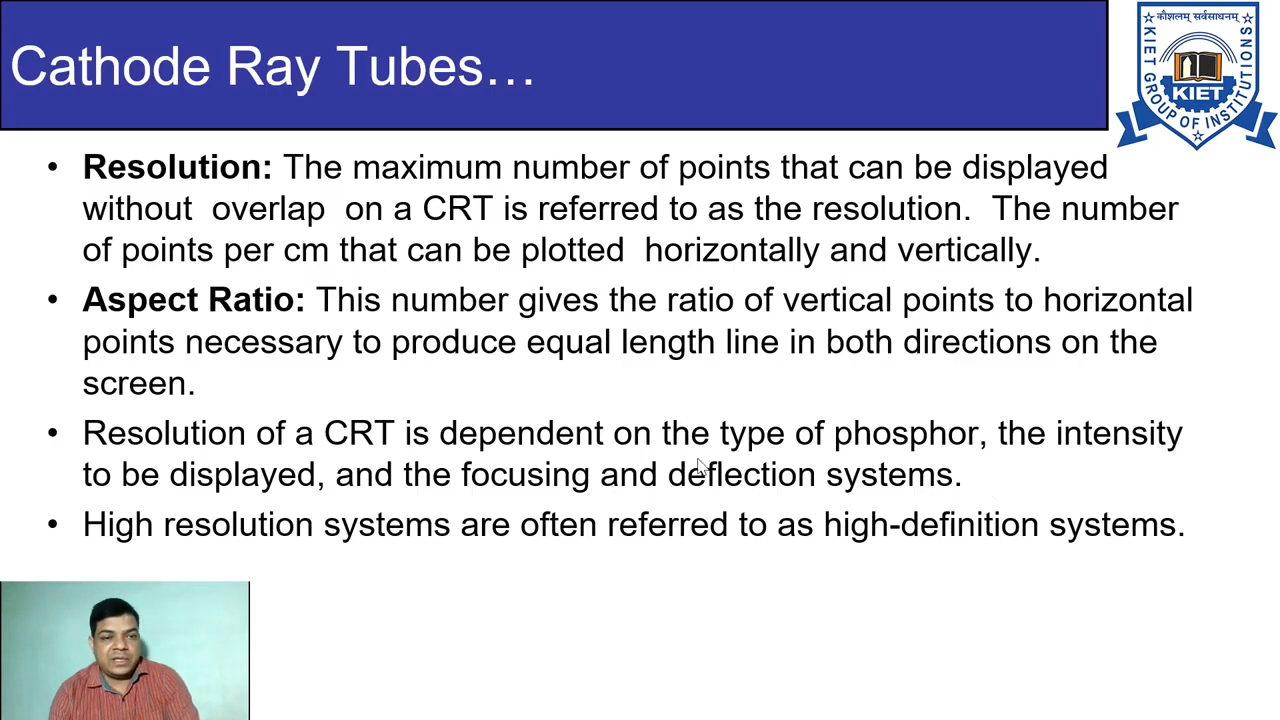 Cathode Ray Tubes...
कौशलम् सर्वसाधनम्
KIET GROUP OF INSTITUTIONS
KIET
• Resolution: The maximum number of points that can be displayed
without overlap on a CRT is referred to as the resolution. The number
of points per cm that can be plotted horizontally and vertically.
• Aspect Ratio: This number gives the ratio of vertical points to horizontal
points necessary to produce equal length line in both directions on the
screen.
• Resolution of a CRT is dependent on the type of phosphor, the intensity
to be displayed, and the focusing and deflection systems.
• High resolution systems are often referred to as high-definition systems.